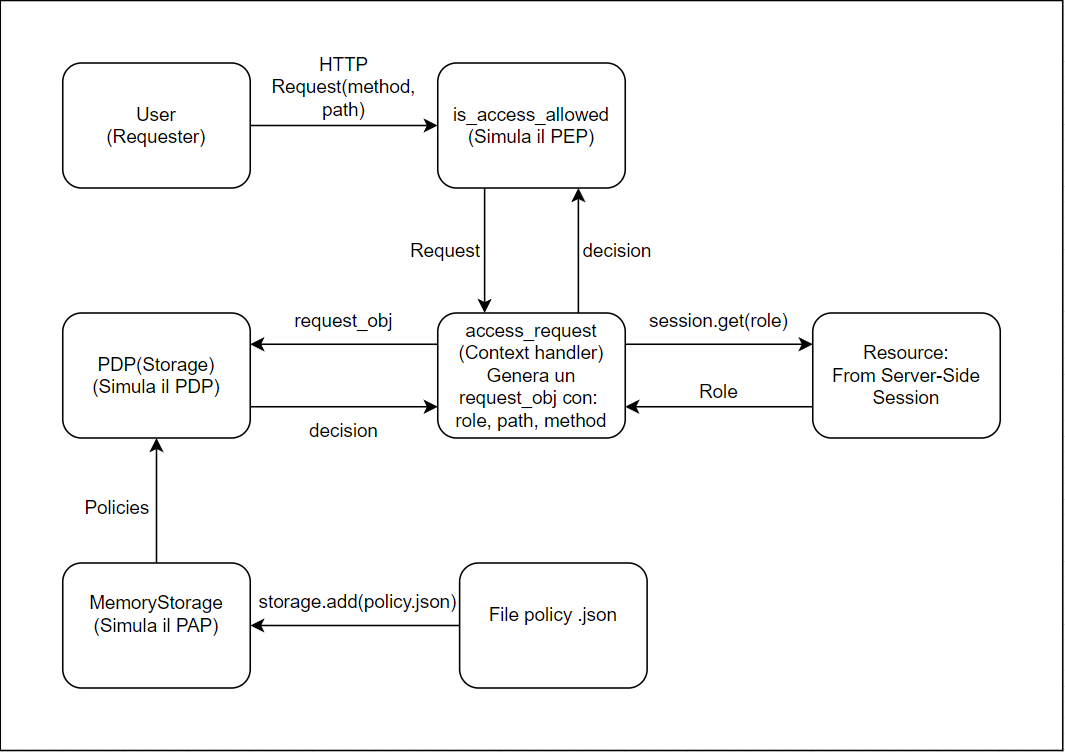 HTTP
Request(method,
path)
User
(Requester)
is_access_allowed
(Simula il PEP)
Request
decision
request_obj
session.get(role)
PDP(Storage)
(Simula il PDP)
access_request
(Context handler)
Genera un
request_obj con:
role, path, method
Resource:
From Server-Side
Session
Role
decision
Policies
MemoryStorage
(Simula il PAP)
storage.add(policy.json)
File policy .json